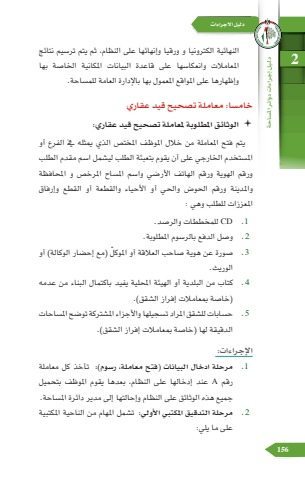 دليل الاجراءات
2
دليل إجراءات دوائر المساحة
النهائية الكترونيا و ورقيا وإنهائها على النظام، ثم يتم ترسيم نتائج
المعاملات وانعكاسها على قاعدة البيانات المكانية الخاصة بها
وإظهارها على المواقع المعمول بها بالإدارة العامة للمساحة.
خامسا: معاملة تصحيح قيد عقاري
الوثائق المطلوبة لمعاملة تصحيح قيد عقاري:
يتم فتح المعاملة من خلال الموظف المختص الذي يمثله في الفرع أو
المستخدم الخارجي على أن يقوم بتعبئة الطلب ليشمل اسم مقدم الطلب
ورقم الهوية ورقم الهاتف الأرضي واسم المساح المرخص و المحافظة
والمدينة ورقم الحوض والحي أو الأحياء والقطعة أو القطع وإرفاق
المعززات للطلب وهي :
1. CD للمخططات والرصد.
2. وصل الدفع بالرسوم المطلوبة.
3. صورة عن هوية صاحب العلاقة أو الموكل (مع إحضار الوكالة) أو
الوريث.
4. كتاب من البلدية أو الهيئة المحلية يفيد باكتمال البناء من عدمه
(خاصة بمعاملات إفراز الشقق).
5. حسابات للشقق المراد تسجيلها والأجزاء المشتركة توضح المساحات
الدقيقة لها (خاصة بمعاملات إفراز الشقق).
الإجراءات:
1. مرحلة ادخال البيانات (فتح معاملة، رسوم): تأخذ كل معاملة
رقم A عند إدخالها على النظام، بعدها يقوم الموظف بتحميل
جميع هذه الوثائق على النظام وإحالتها إلى مدير دائرة المساحة.
2. مرحلة التدقيق المكتبي الأولي: تشمل المهام من الناحية المكتبية
على ما يلي:
156